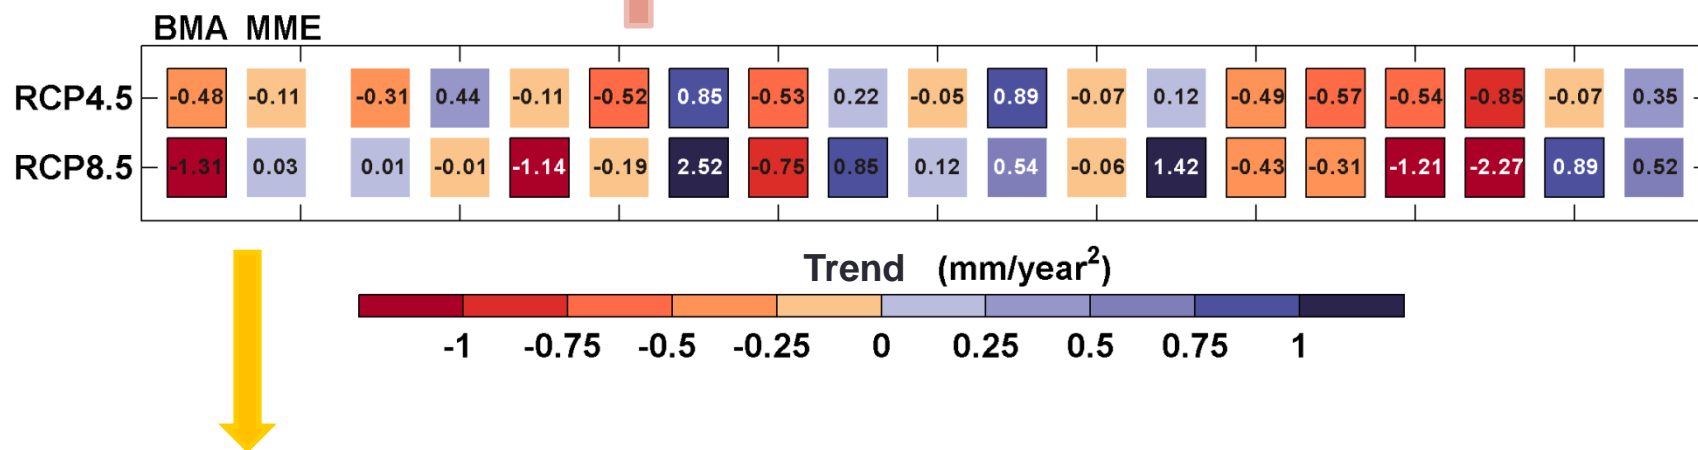 BMA MME
RCP4.5 -0.48 -0.11 -0.31 0.44 -0.11 -0.52 0.85 -0.53 0.22 -0.05 0.89 -0.07 0.12 -0.49 -0.57 -0.54 -0.85 -0.07 0.35
RCP8.5 -1.31 0.03 0.01 -0.01 -1.14 -0.19 2.52 -0.75 0.85 0.12 0.54 -0.06 1.42 -0.43 -0.31 -1.21 -2.27 0.89 0.52
Trend (mm/year²)
-1 -0.75 -0.5 -0.25 0 0.25 0.5 0.75 1